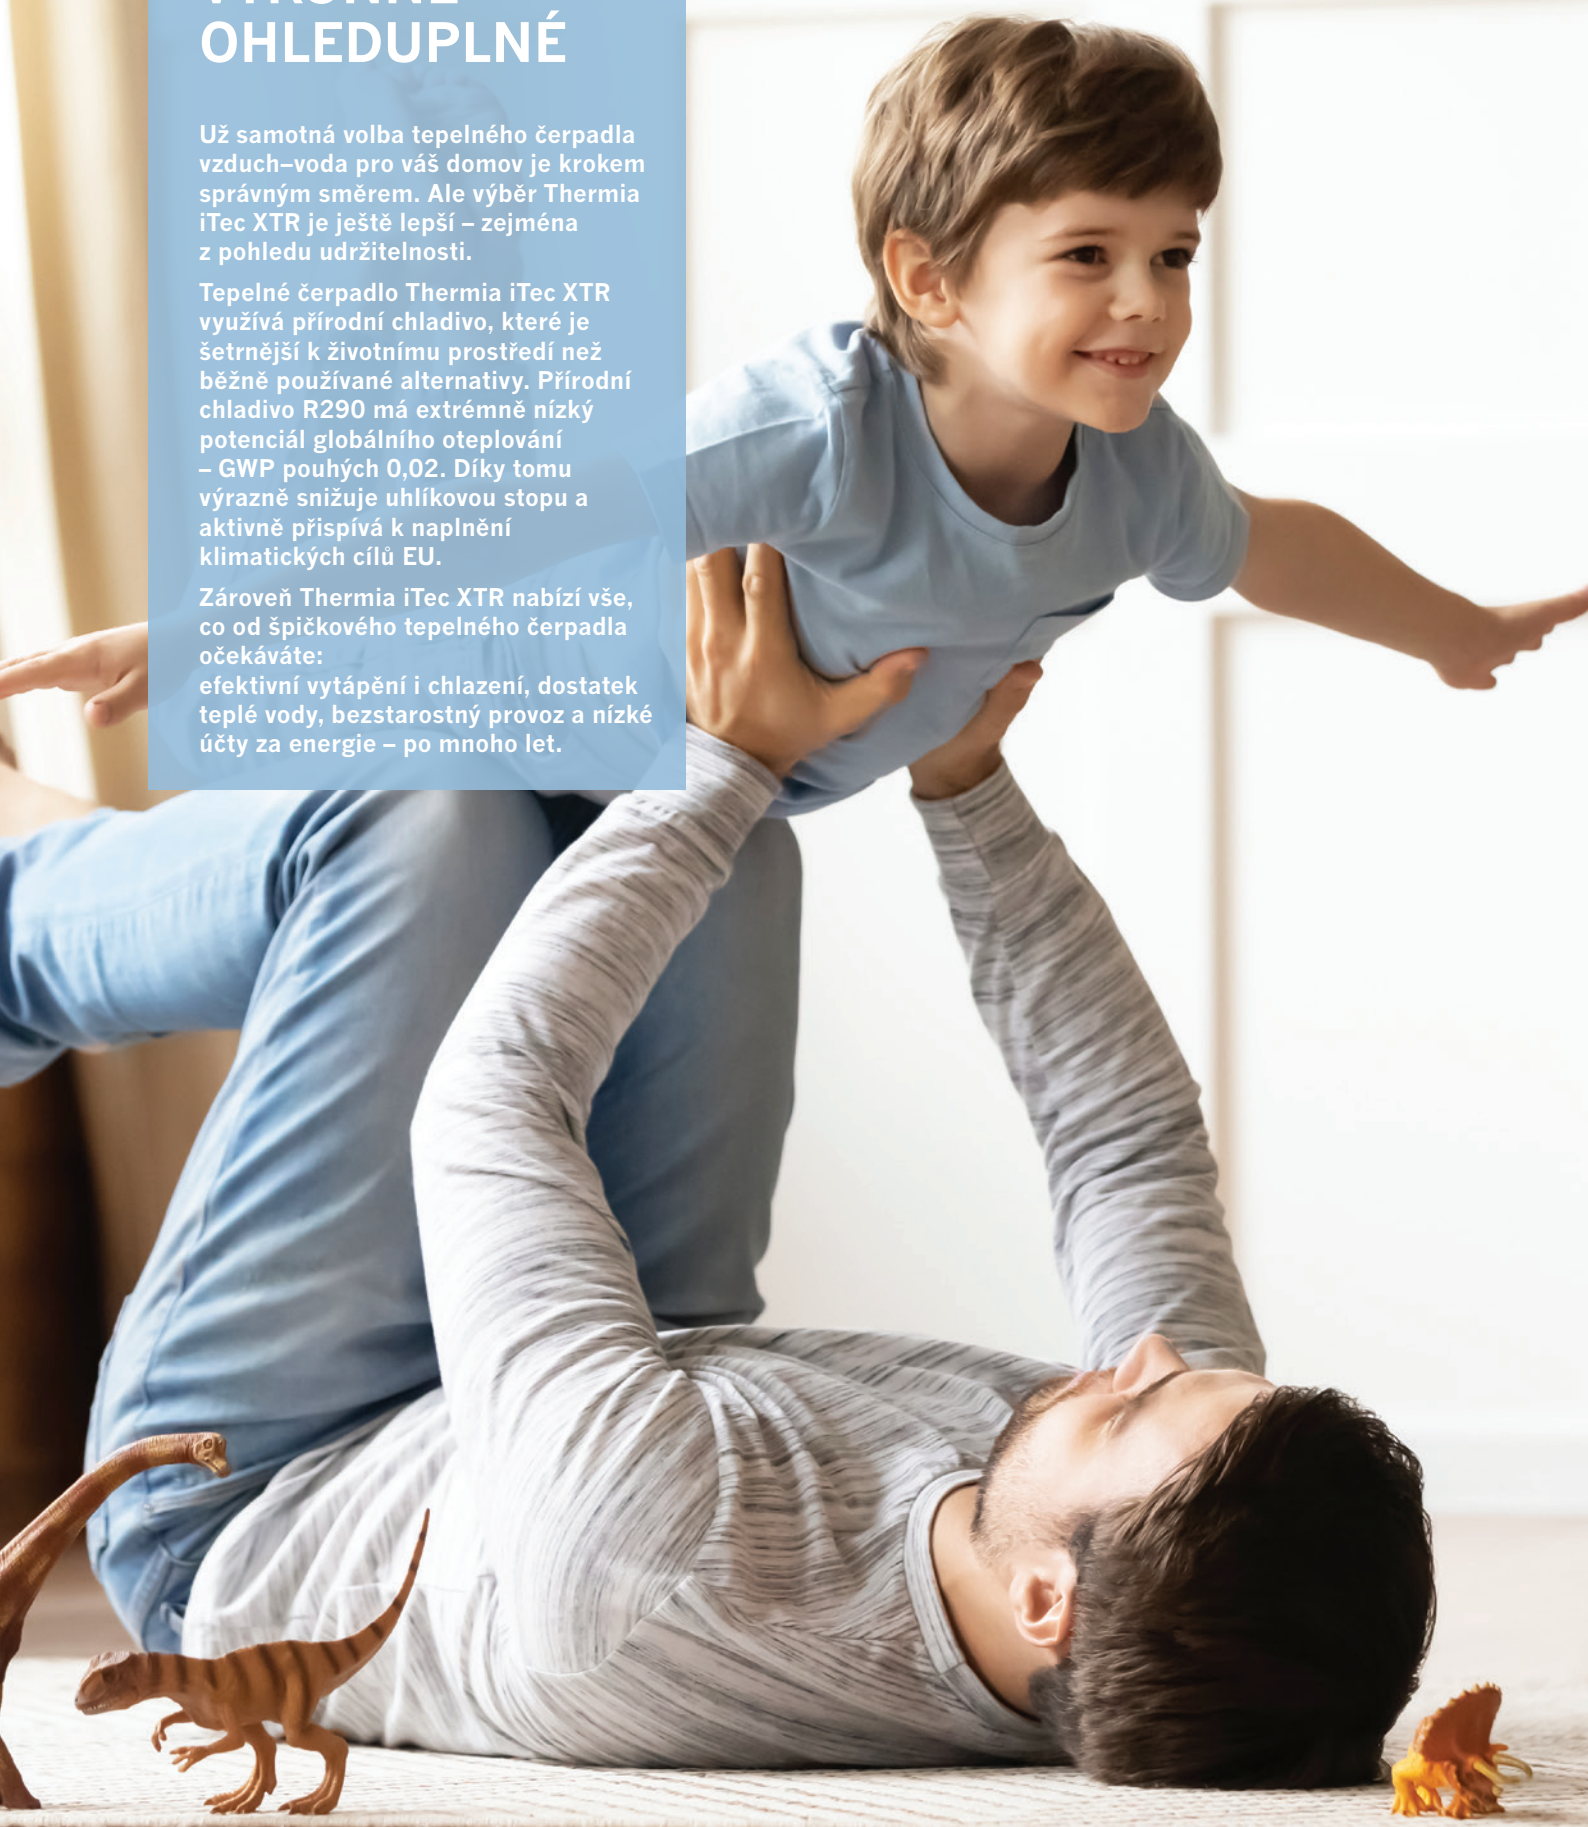 OHLEDUPLNÉ
Už samotná volba tepelného čerpadla
vzduch–voda pro váš domov je krokem
správným směrem. Ale výběr Thermia
iTec XTR je ještě lepší – zejména
z pohledu udržitelnosti.
Tepelné čerpadlo Thermia iTec XTR
využívá přírodní chladivo, které je
šetrnější k životnímu prostředí než
běžně používané alternativy. Přírodní
chladivo R290 má extrémně nízký
potenciál globálního oteplování
– GWP pouhých 0,02. Díky tomu
výrazně snižuje uhlíkovou stopu a
aktivně přispívá k naplnění
klimatických cílů EU.
Zároveň Thermia iTec XTR nabízí vše,
co od špičkového tepelného čerpadla
očekáváte:
efektivní vytápění i chlazení, dostatek
teplé vody, bezstarostný provoz a nízké
účty za energie – po mnoho let.